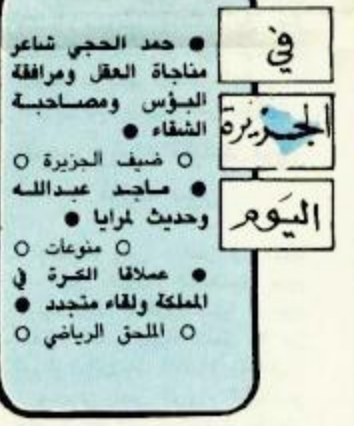 في
الجزيرة
اليوم
● حمد الحجي شاعر
مناجاة العقل ومرافقة
البؤس ومصاحبة
الشقاء ●
○ ضيف الجزيرة ○
● ماجد عبدالله
وحديث لمرايا ●
○ منوعات ○
● عملاقا الكرة في
المملكة ولقاء متجدد ●
○ الملحق الرياضي ○